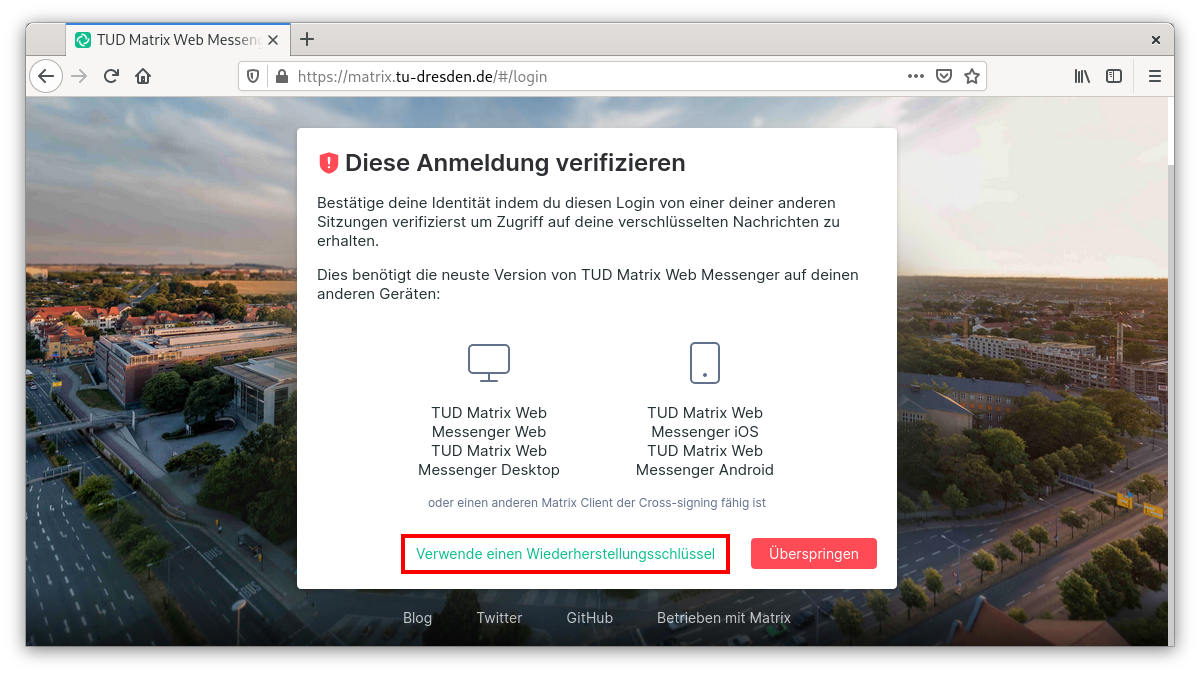 TUD Matrix Web Messeng
https://matrix.tu-dresden.de/#/login
Diese Anmeldung verifizieren
Bestätige deine Identität indem du diesen Login von einer deiner anderen
Sitzungen verifizierst um Zugriff auf deine verschlüsselten Nachrichten zu
erhalten.
Dies benötigt die neuste Version von TUD Matrix Web Messenger auf deinen
anderen Geräten:
TUD Matrix Web
Messenger Web
TUD Matrix Web
Messenger Desktop
TUD Matrix Web
Messenger iOS
TUD Matrix Web
Messenger Android
oder einen anderen Matrix Client der Cross-signing fähig ist
Verwende einen Wiederherstellungsschlüssel
Überspringen
BUS
BUS
Blog
Twitter
GitHub
Betrieben mit Matrix